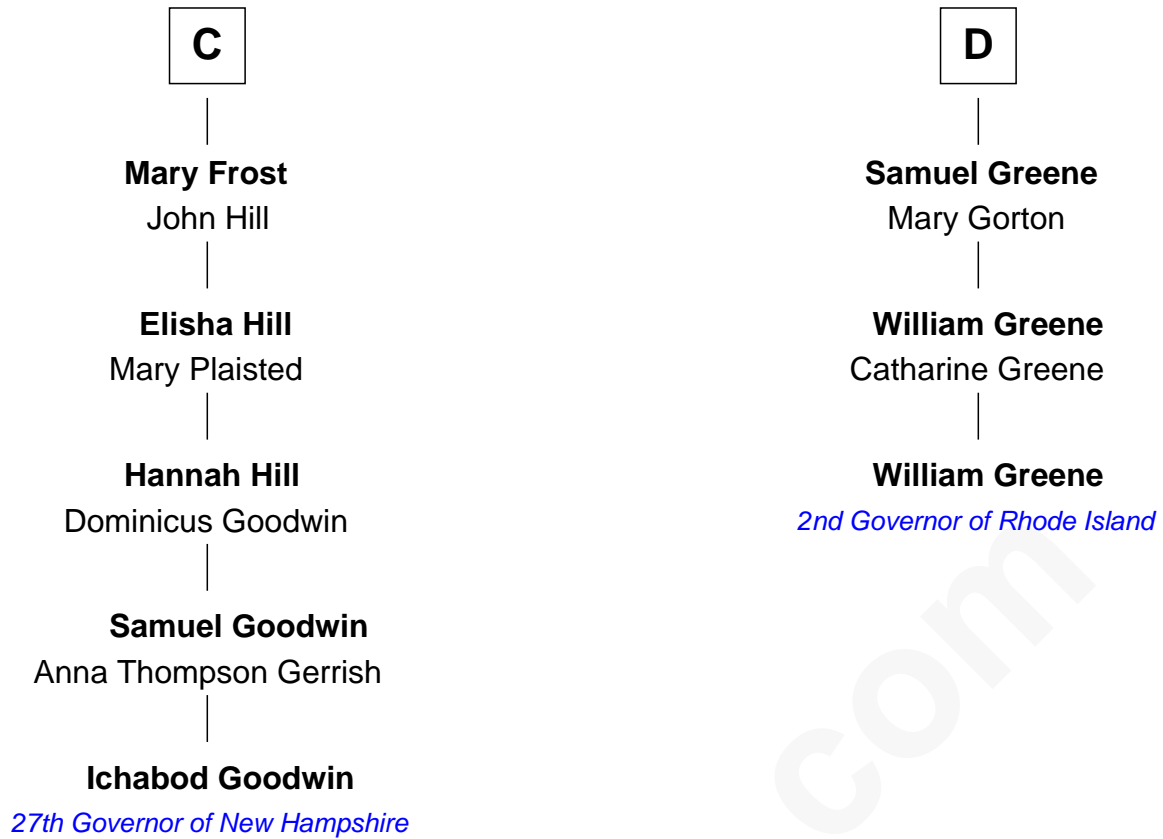 C
Mary Frost
John Hill
Elisha Hill
Mary Plaisted
Hannah Hill
Dominicus Goodwin
Samuel Goodwin
Anna Thompson Gerrish
Ichabod Goodwin
27th Governor of New Hampshire
D
Samuel Greene
Mary Gorton
William Greene
Catharine Greene
William Greene
2nd Governor of Rhode Island
com